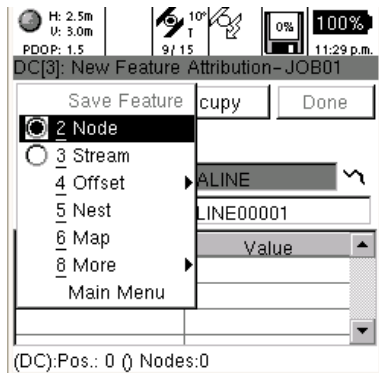 H: 2.5m
V: 3.0m
PDOP: 1.5
10°
T
9/15
0%
100%
11:29 p.m.
DC[3]: New Feature Attribution-JOB01
Save Feature
cupy
Done
2 Node
3 Stream
4 Offset
ALINE
5 Nest
LINE00001
6 Map
Value
8 More
Main Menu
(DC):Pos.: 0 () Nodes:0